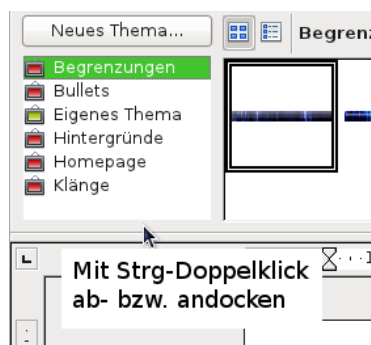 Neues Thema...
Begrenz
Begrenzungen
Bullets
Eigenes Thema
Hintergründe
Homepage
Klänge
Mit Strg-Doppelklick
ab- bzw. andocken